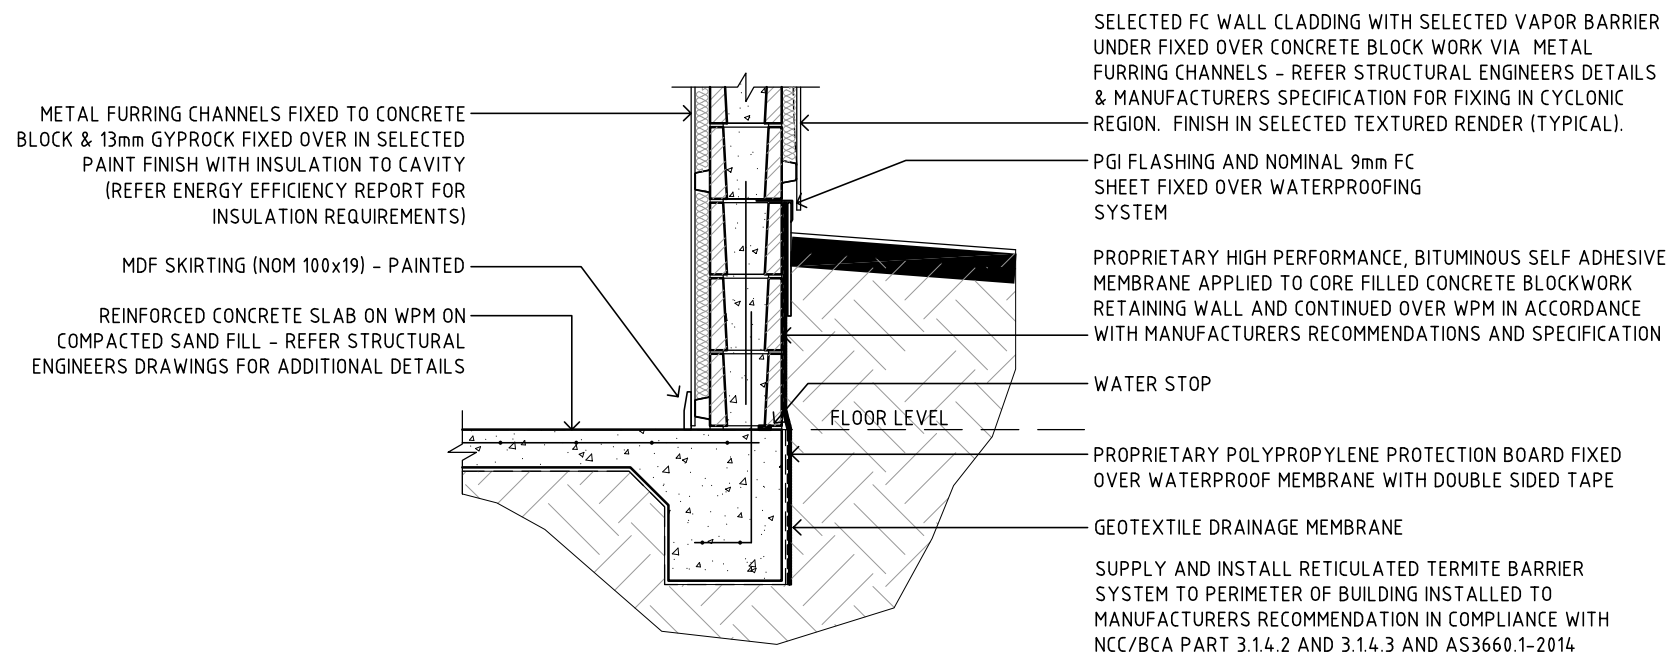 METAL FURRING CHANNELS FIXED TO CONCRETE
BLOCK & 13mm GYPROCK FIXED OVER IN SELECTED
PAINT FINISH WITH INSULATION TO CAVITY
(REFER ENERGY EFFICIENCY REPORT FOR
INSULATION REQUIREMENTS)
MDF SKIRTING (NOM 100x19) - PAINTED
REINFORCED CONCRETE SLAB ON WPM ON
COMPACTED SAND FILL - REFER STRUCTURAL
ENGINEERS DRAWINGS FOR ADDITIONAL DETAILS
SELECTED FC WALL CLADDING WITH SELECTED VAPOR BARRIER
UNDER FIXED OVER CONCRETE BLOCK WORK VIA METAL
FURRING CHANNELS - REFER STRUCTURAL ENGINEERS DETAILS
& MANUFACTURERS SPECIFICATION FOR FIXING IN CYCLONIC
REGION. FINISH IN SELECTED TEXTURED RENDER (TYPICAL).
PGI FLASHING AND NOMINAL 9mm FC
SHEET FIXED OVER WATERPROOFING
SYSTEM
PROPRIETARY HIGH PERFORMANCE, BITUMINOUS SELF ADHESIVE
MEMBRANE APPLIED TO CORE FILLED CONCRETE BLOCKWORK
RETAINING WALL AND CONTINUED OVER WPM IN ACCORDANCE
WITH MANUFACTURERS RECOMMENDATIONS AND SPECIFICATION
WATER STOP
FLOOR LEVEL
PROPRIETARY POLYPROPYLENE PROTECTION BOARD FIXED
OVER WATERPROOF MEMBRANE WITH DOUBLE SIDED TAPE
GEOTEXTILE DRAINAGE MEMBRANE
SUPPLY AND INSTALL RETICULATED TERMITE BARRIER
SYSTEM TO PERIMETER OF BUILDING INSTALLED TO
MANUFACTURERS RECOMMENDATION IN COMPLIANCE WITH
NCC/BCA PART 3.1.4.2 AND 3.1.4.3 AND AS3660.1-2014